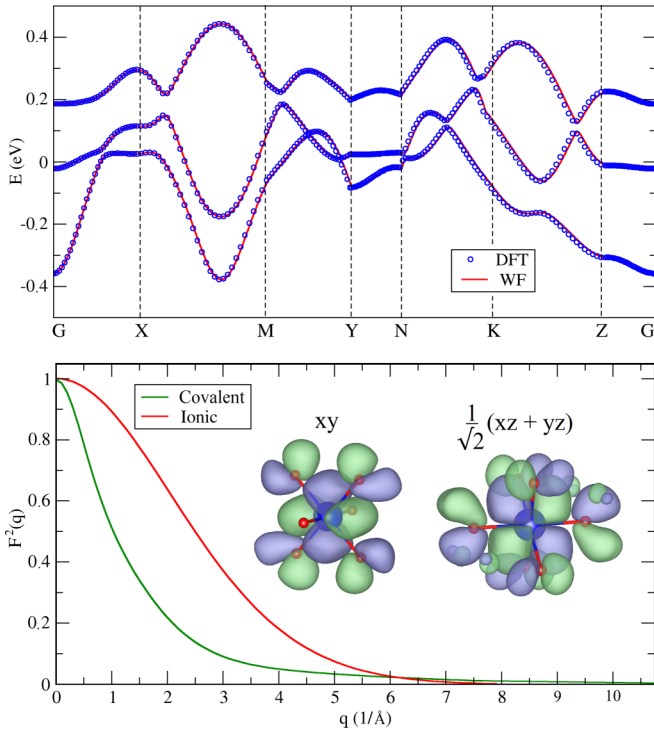 0.4
0.2
0
-0.2
-0.4
E (eV)
DFT
WF
G X M Y N K Z G
1
0.8
0.6
0.4
0.2
0
F²(q)
Covalent
Ionic
xy
1/√2 (xz + yz)
0 1 2 3 4 5 6 7 8 9 10
q (1/Å)